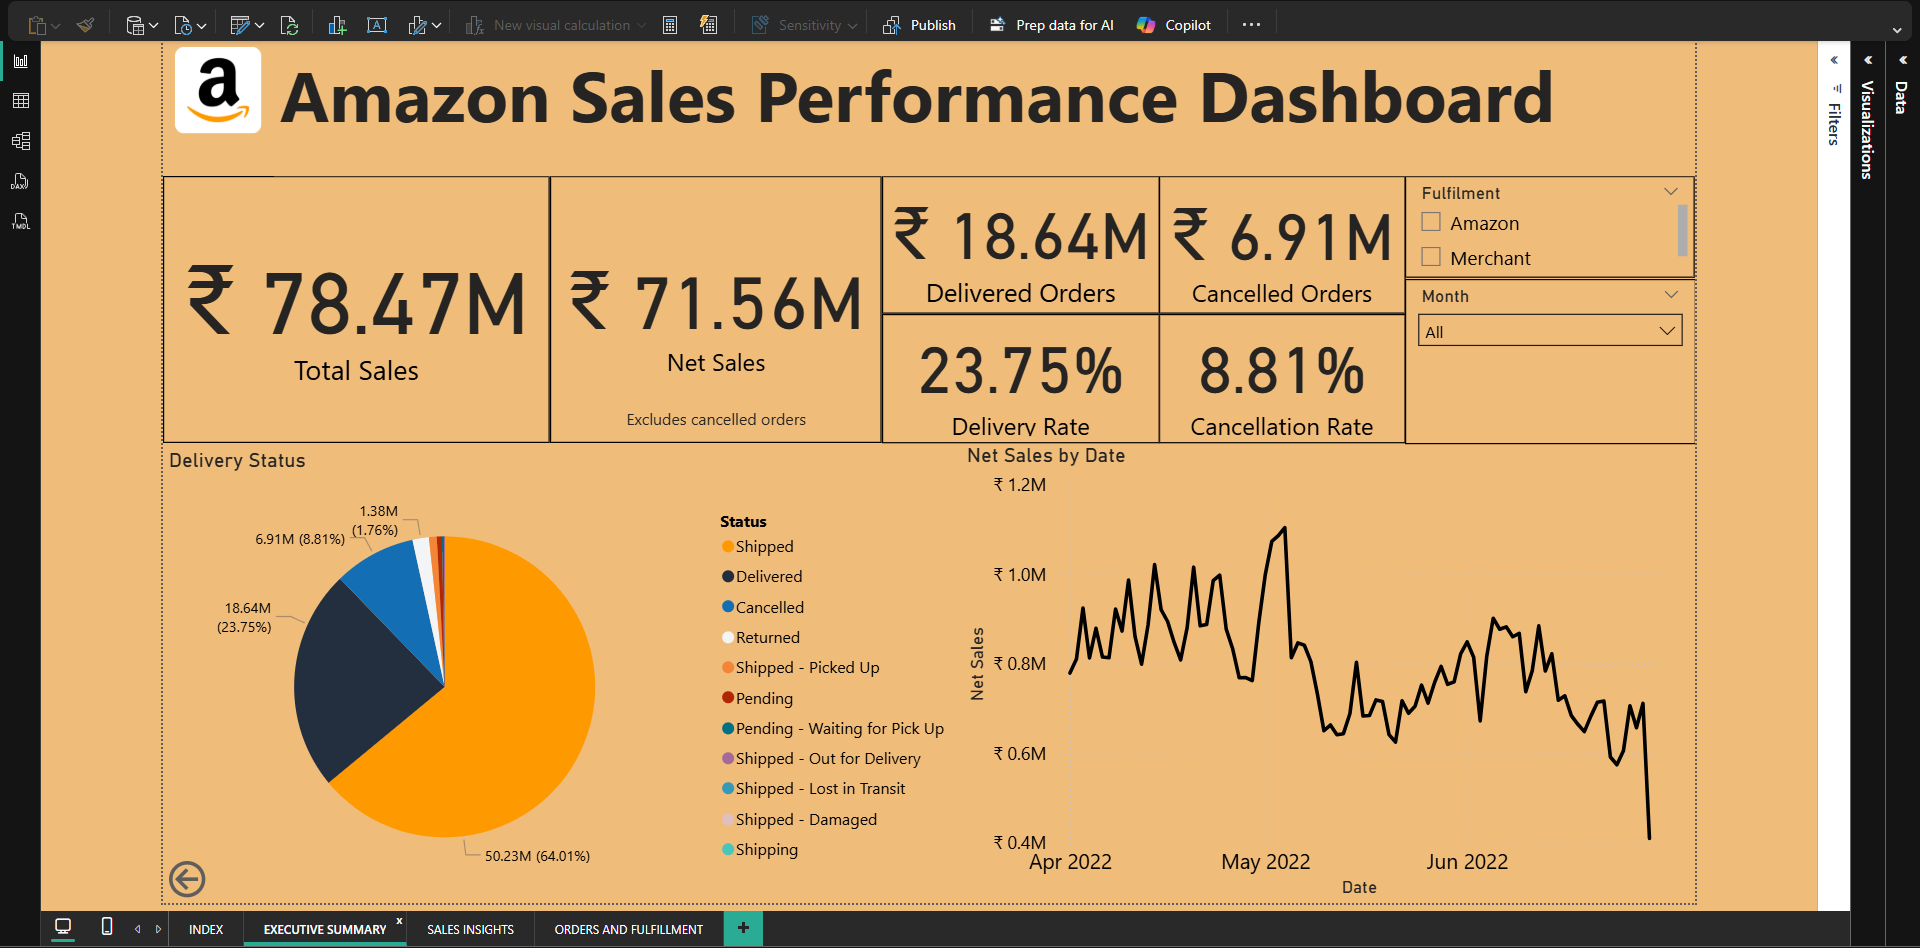 New visual calculation
Sensitivity
Publish
Prep data for AI
Copilot
DAX
TMDL
a
Amazon Sales Performance Dashboard
₹ 78.47M
Total Sales
₹ 71.56M
Net Sales
Excludes cancelled orders
₹ 18.64M
Delivered Orders
₹ 6.91M
Cancelled Orders
23.75%
Delivery Rate
8.81%
Cancellation Rate
Fulfilment
Amazon
Merchant
Month
All
Filters
Visualizations
Data
Delivery Status
1.38M
(1.76%)
6.91M (8.81%)
18.64M
(23.75%)
50.23M (64.01%)
Status
Shipped
Delivered
Cancelled
Returned
Shipped - Picked Up
Pending
Pending - Waiting for Pick Up
Shipped - Out for Delivery
Shipped - Lost in Transit
Shipped - Damaged
Shipping
Net Sales by Date
₹ 1.2M
₹ 1.0M
₹ 0.8M
₹ 0.6M
₹ 0.4M
Net Sales
Apr 2022
May 2022
Jun 2022
Date
INDEX
EXECUTIVE SUMMARY
x
SALES INSIGHTS
ORDERS AND FULFILLMENT